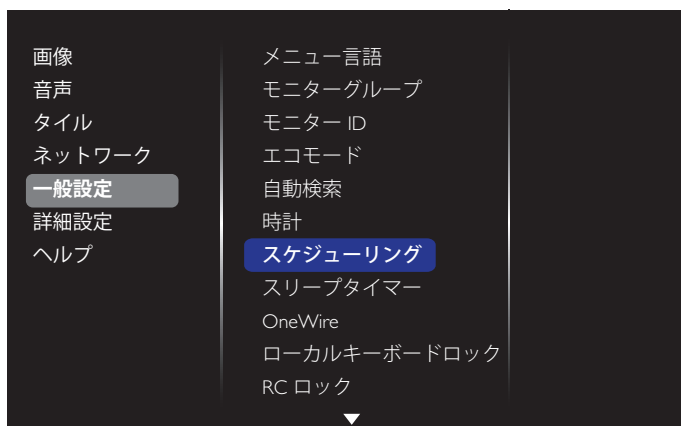 画像
音声
タイル
ネットワーク
一般設定
詳細設定
ヘルプ
メニュー言語
モニターグループ
モニター ID
エコモード
自動検索
時計
スケジューリング
スリープタイマー
OneWire
ローカルキーボードロック
RC ロック